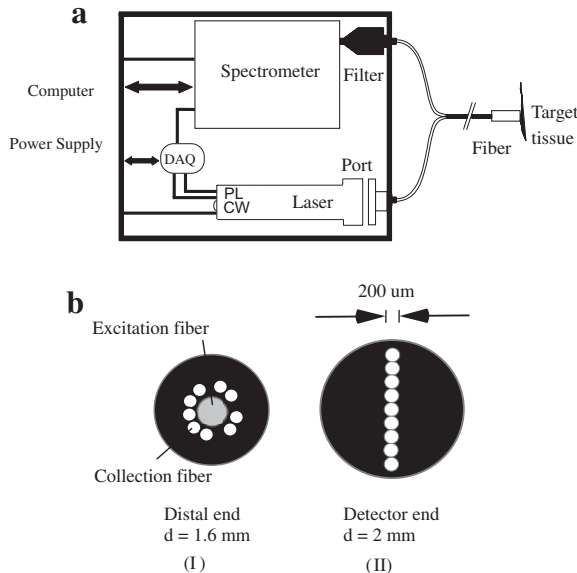 a
Spectrometer
Filter
Computer
Target
tissue
Power Supply
DAQ
Fiber
Port
PL
CW
Laser
b
200 um
Excitation fiber
Collection fiber
Distal end
d = 1.6 mm
(I)
Detector end
d = 2 mm
(II)